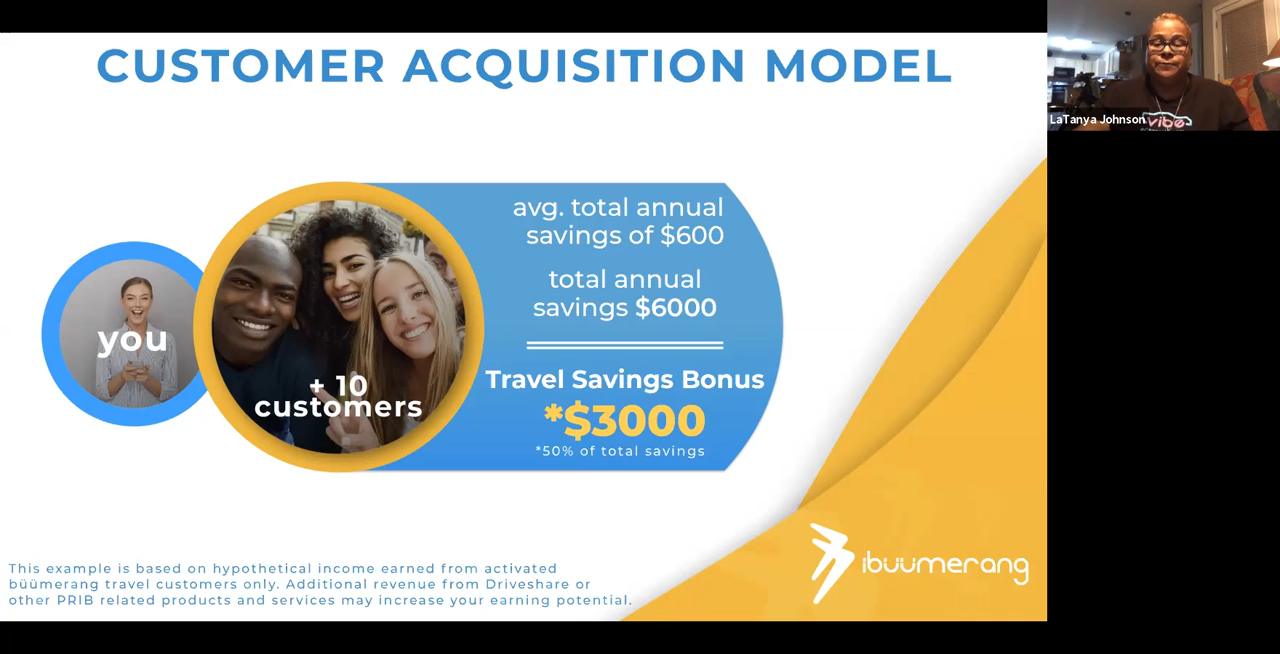 CUSTOMER ACQUISITION MODEL
LaTanya Johnson
vibe
avg. total annual
savings of $600
total annual
savings $6000
you
+ 10
customers
Travel Savings Bonus
*$3000
*50% of total savings
This example is based on hypothetical income earned from activated
büümerang travel customers only. Additional revenue from Driveshare or
other PRIB related products and services may increase your earning potential.
ibüümerang